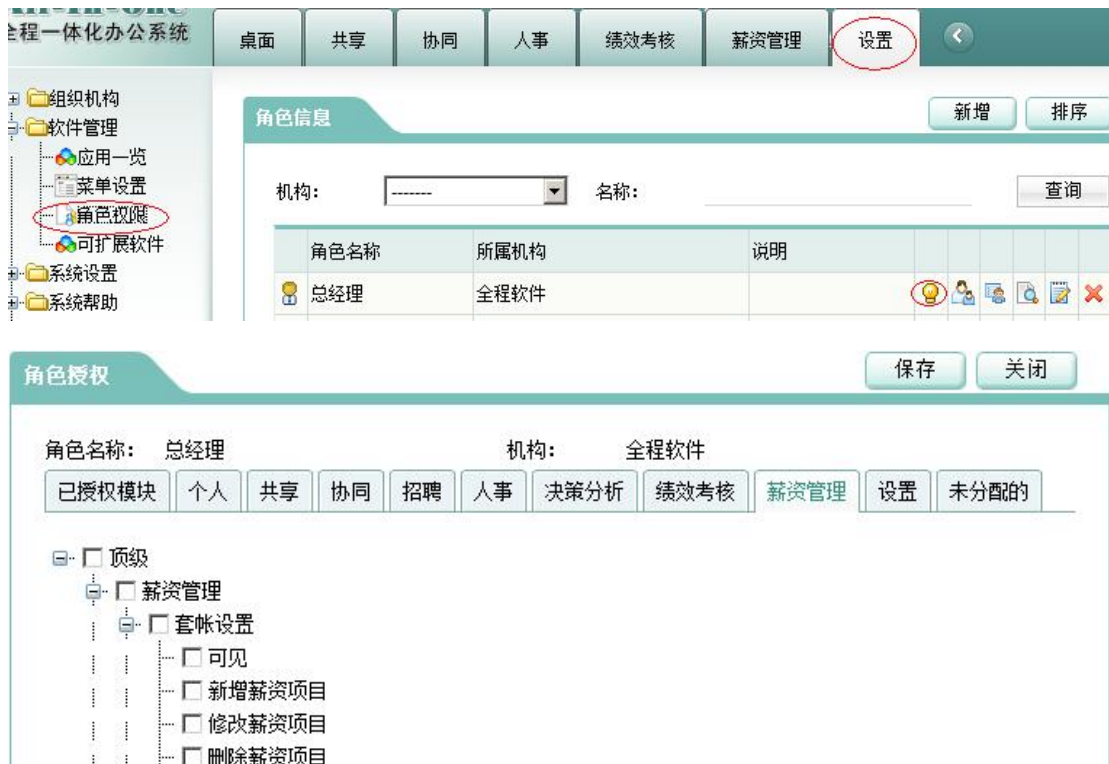 All-In-One
全程一体化办公系统
桌面 共享 协同 人事 绩效考核 薪资管理 设置
组织机构
软件管理
应用一览
菜单设置
角色权限
可扩展软件
系统设置
系统帮助
角色信息 新增 排序
机构: ------- 名称: 查询
角色名称 所属机构 说明
总经理 全程软件
角色授权 保存 关闭
角色名称: 总经理 机构: 全程软件
已授权模块 个人 共享 协同 招聘 人事 决策分析 绩效考核 薪资管理 设置 未分配的
顶级
薪资管理
套帐设置
可见
新增薪资项目
修改薪资项目
删除薪资项目